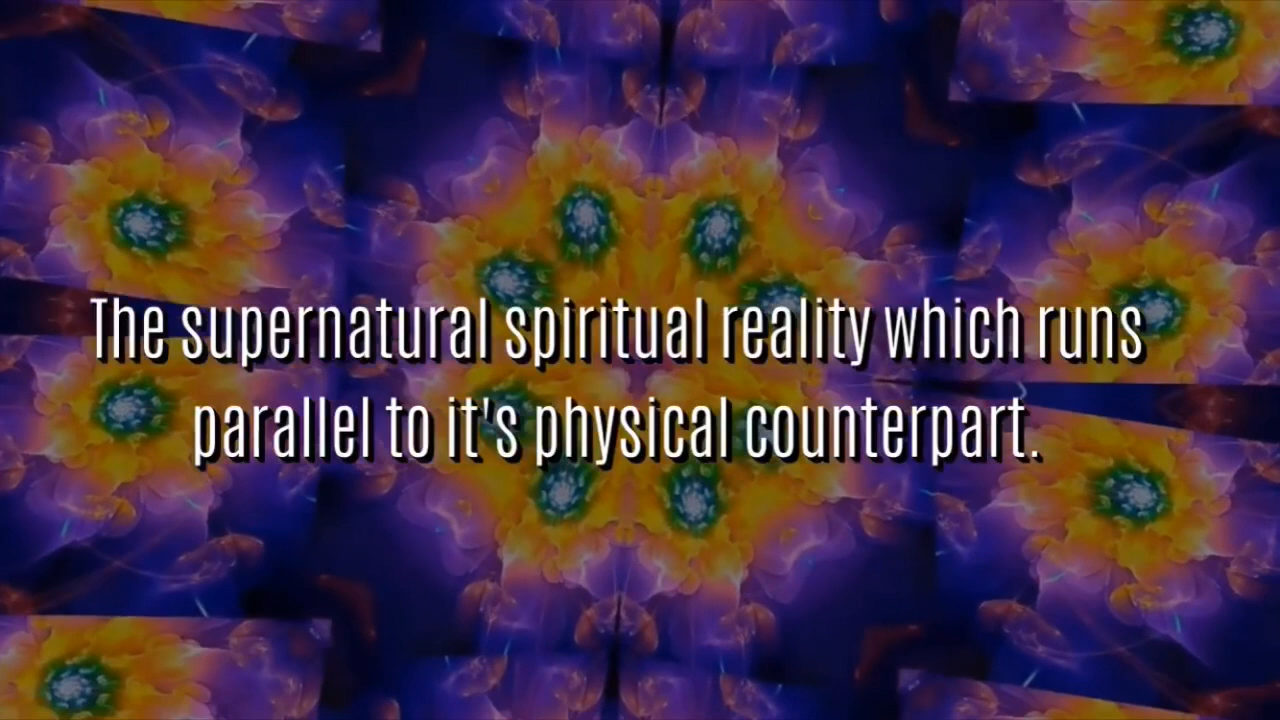 The supernatural spiritual reality which runs
parallel to it's physical counterpart.